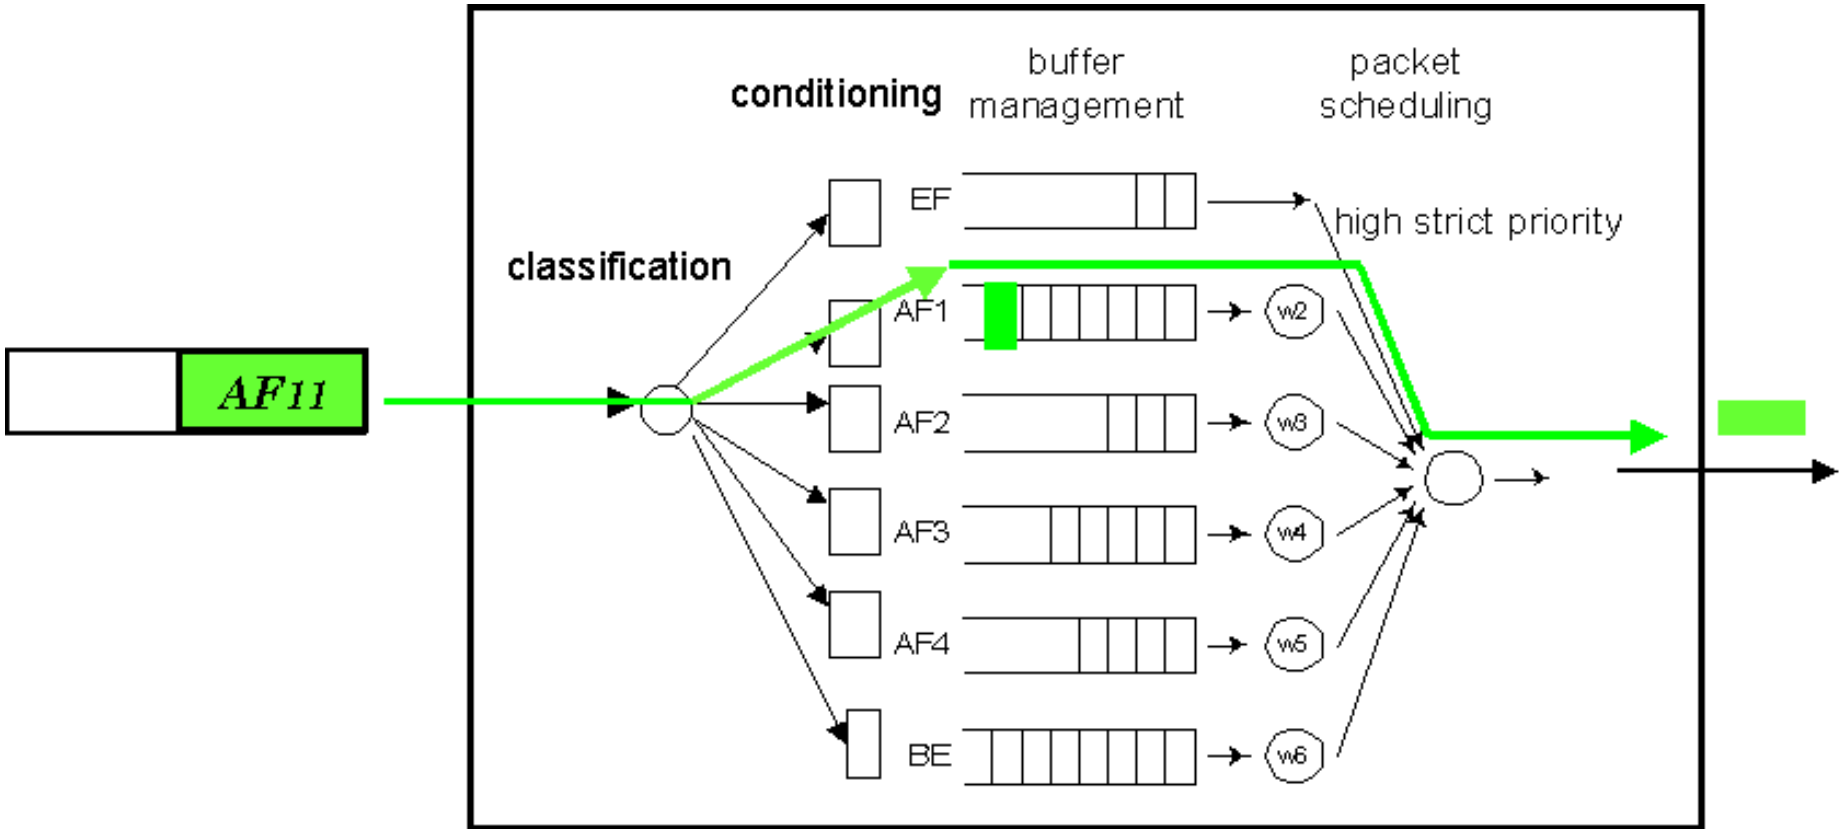 buffer
management
packet
scheduling
conditioning
classification
high strict priority
EF
AF1
w2
AF11
AF2
w3
AF3
w4
AF4
w5
BE
w6